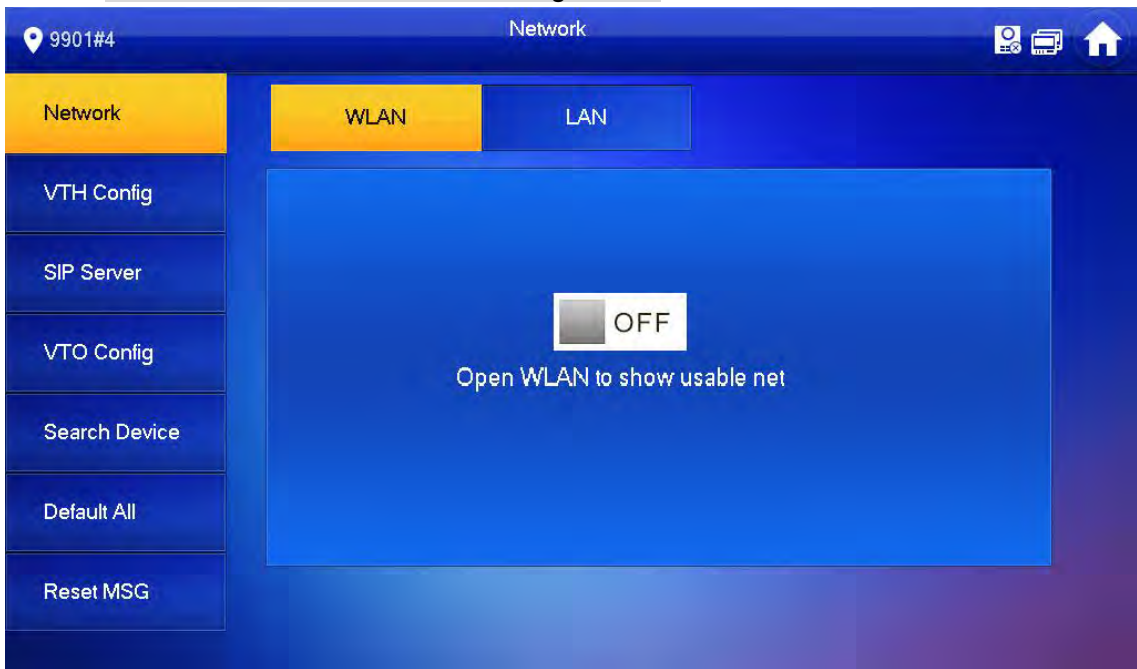 9901#4
Network
Network
WLAN
LAN
VTH Config
SIP Server
OFF
VTO Config
Open WLAN to show usable net
Search Device
Default All
Reset MSG